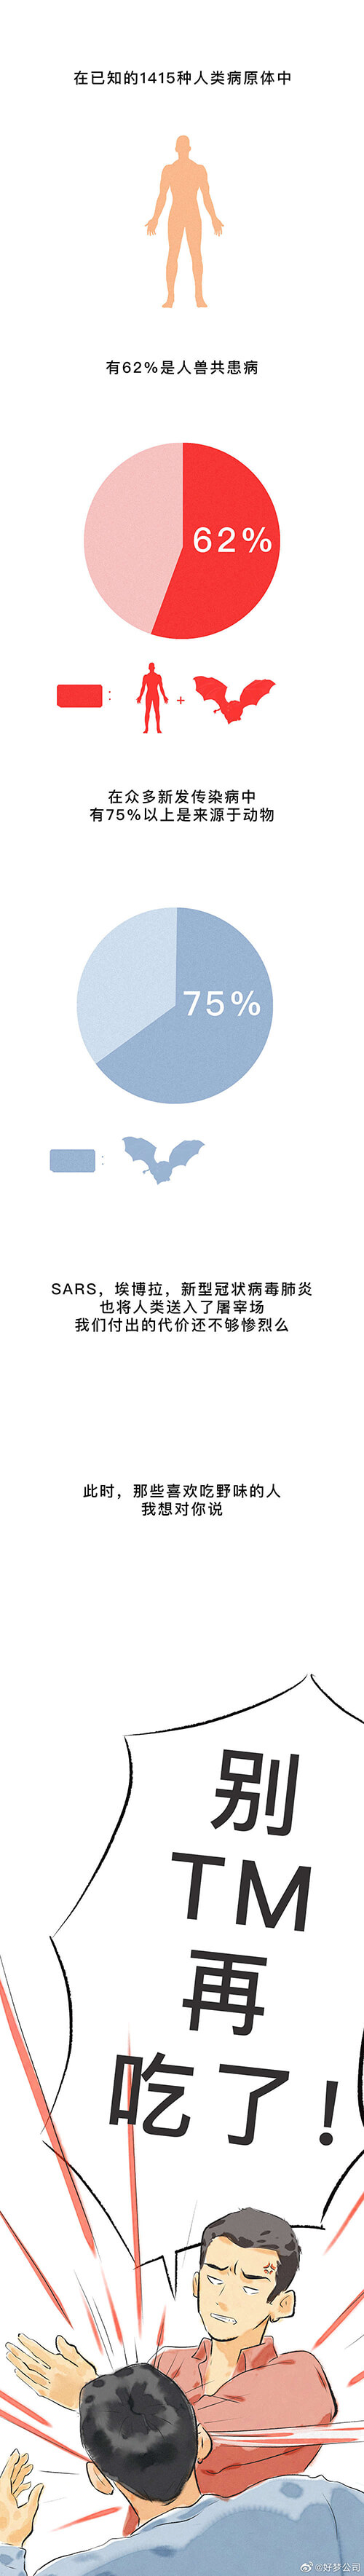 在已知的1415种人类病原体中
有62%是人兽共患病
62%
:
+
在众多新发传染病中
有75%以上是来源于动物
75%
:
SARS，埃博拉，新型冠状病毒肺炎
也将人类送入了屠宰场
我们付出的代价还不够惨烈么
此时，那些喜欢吃野味的人
我想对你说
别
TM
再
吃了！
@好梦公司